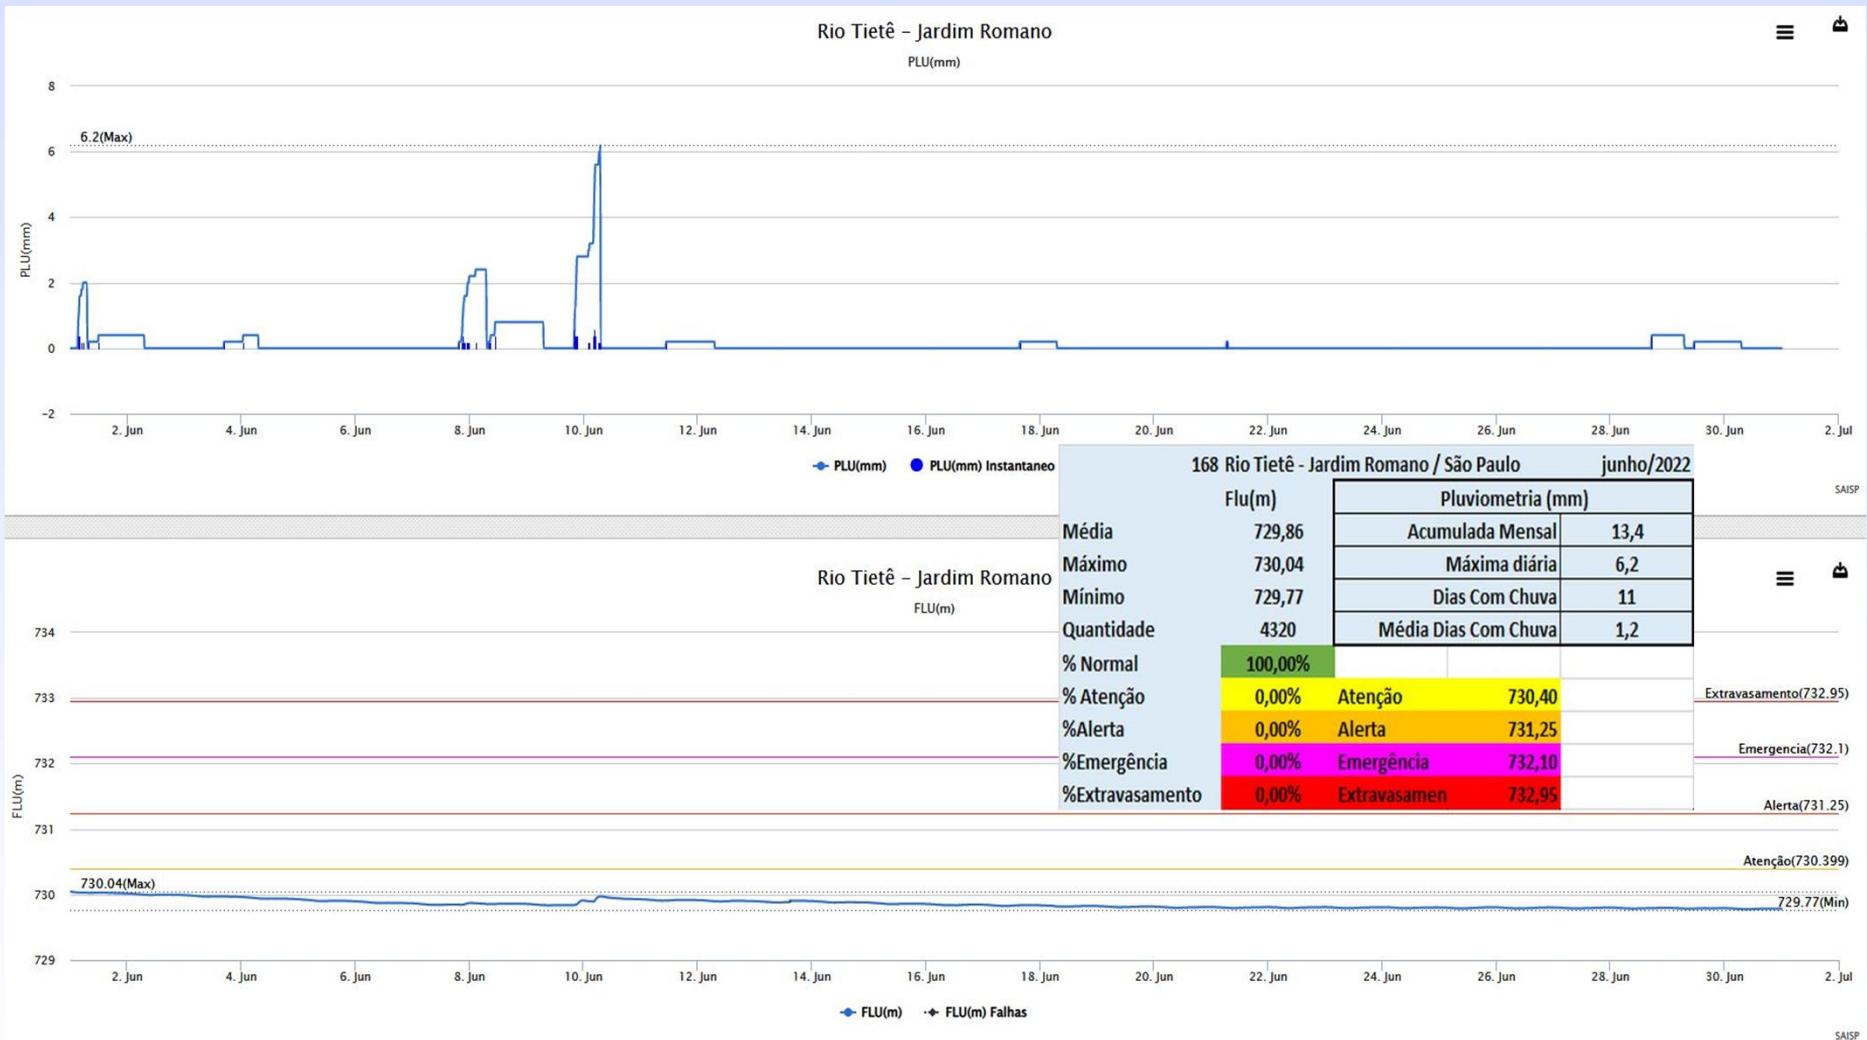 Rio Tietê – Jardim Romano
PLU(mm)
8
6.2(Max)
6
4
2
0
-2
PLU(mm)
2. Jun 4. Jun 6. Jun 8. Jun 10. Jun 12. Jun 14. Jun 16. Jun 18. Jun 20. Jun 22. Jun 24. Jun 26. Jun 28. Jun 30. Jun 2. Jul
PLU(mm) PLU(mm) Instantaneo
SAISP
168 Rio Tietê - Jardim Romano / São Paulo junho/2022
Flu(m) Pluviometria (mm)
Média 729,86 Acumulada Mensal 13,4
Máximo 730,04 Máxima diária 6,2
Mínimo 729,77 Dias Com Chuva 11
Quantidade 4320 Média Dias Com Chuva 1,2
% Normal 100,00%
% Atenção 0,00% Atenção 730,40
%Alerta 0,00% Alerta 731,25
%Emergência 0,00% Emergência 732,10
%Extravasamento 0,00% Extravasamen 732,95
Rio Tietê – Jardim Romano
FLU(m)
734
733
Extravasamento(732.95)
Emergencia(732.1)
732
Alerta(731.25)
731
Atenção(730.399)
730.04(Max)
730
729.77(Min)
729
FLU(m)
2. Jun 4. Jun 6. Jun 8. Jun 10. Jun 12. Jun 14. Jun 16. Jun 18. Jun 20. Jun 22. Jun 24. Jun 26. Jun 28. Jun 30. Jun 2. Jul
FLU(m) FLU(m) Falhas
SAISP